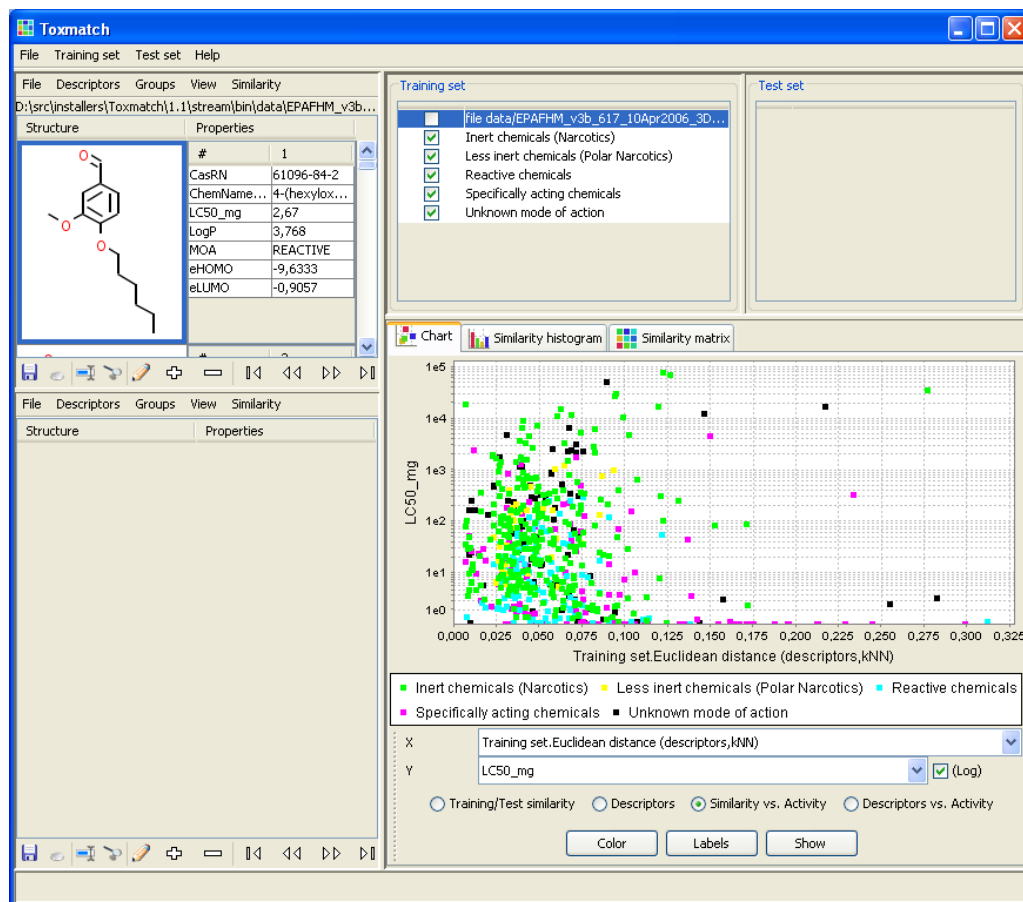 Toxmatch
File Training set Test set Help
File Descriptors Groups View Similarity
D:\src\installers\Toxmatch\1.1\stream\bin\data\EPAFHM_v3b...
Structure Properties
# 1
CasRN 61096-84-2
ChemName... 4-(hexylox...
LC50_mg 2,67
LogP 3,768
MOA REACTIVE
eHOMO -9,6333
eLUMO -0,9057
O
O
O
File Descriptors Groups View Similarity
Structure Properties
Training set
file data/EPAFHM_v3b_617_10Apr2006_3D...
Inert chemicals (Narcotics)
Less inert chemicals (Polar Narcotics)
Reactive chemicals
Specifically acting chemicals
Unknown mode of action
Test set
Chart Similarity histogram Similarity matrix
LC50_mg
1e5
1e4
1e3
1e2
1e1
1e0
0,000 0,025 0,050 0,075 0,100 0,125 0,150 0,175 0,200 0,225 0,250 0,275 0,300 0,325
Training set.Euclidean distance (descriptors,kNN)
Inert chemicals (Narcotics) Less inert chemicals (Polar Narcotics) Reactive chemicals
Specifically acting chemicals Unknown mode of action
X Training set.Euclidean distance (descriptors,kNN)
Y LC50_mg (Log)
Training/Test similarity Descriptors Similarity vs. Activity Descriptors vs. Activity
Color Labels Show